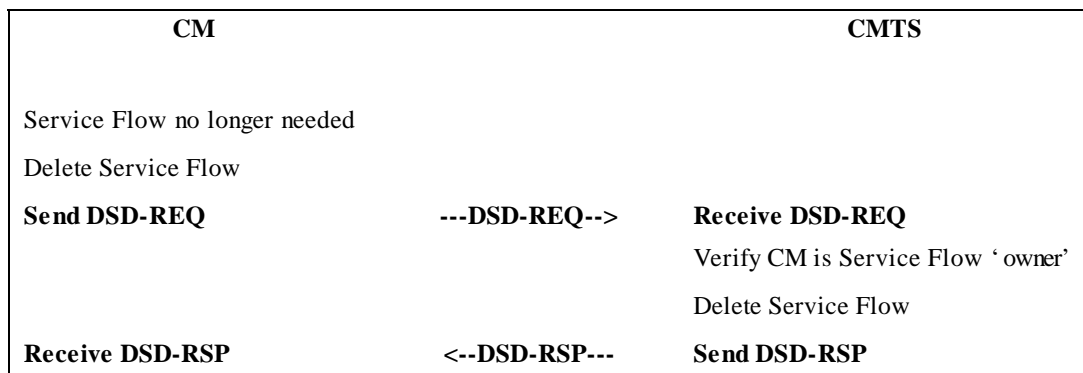 CM CMTS
Service Flow no longer needed
Delete Service Flow
Send DSD-REQ ---DSD-REQ--> Receive DSD-REQ
Verify CM is Service Flow ‘owner’
Delete Service Flow
Receive DSD-RSP <--DSD-RSP--- Send DSD-RSP